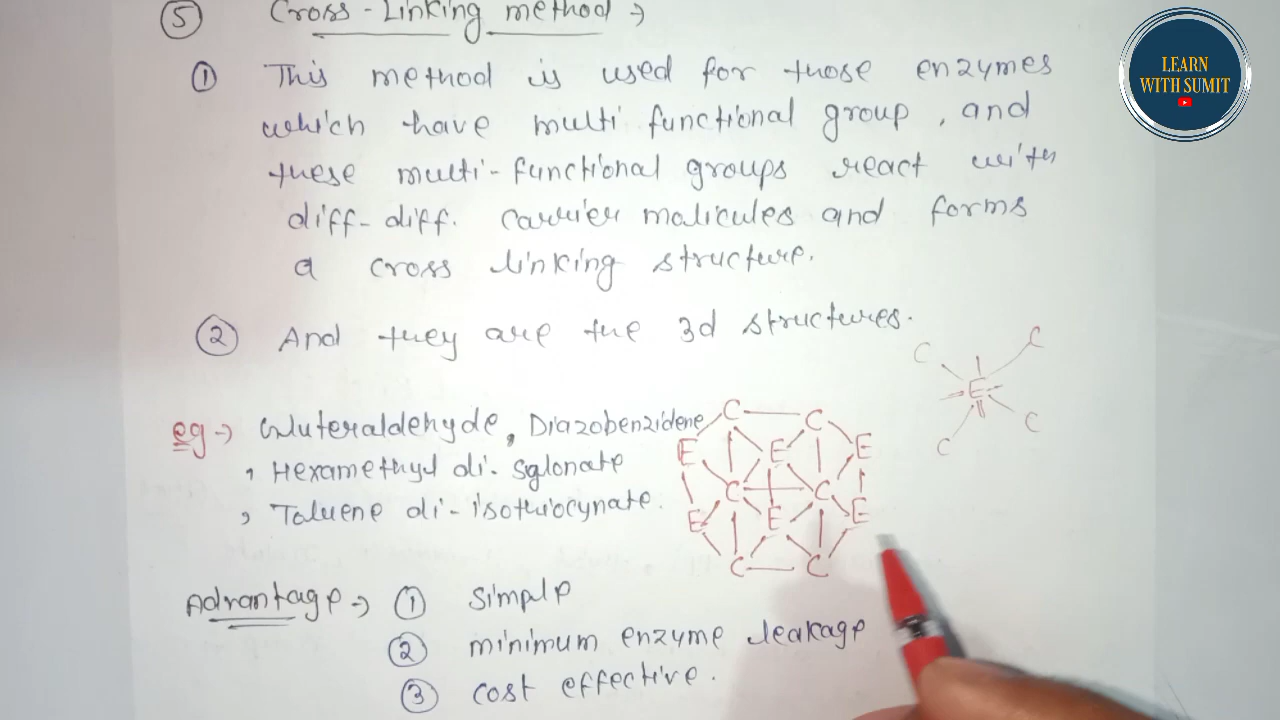 ⑤ Cross-Linking method →
① This method is used for those enzymes
which have multi functional group, and
these multi-functional groups react with
diff-diff. carrier malicules and forms
a cross linking structure.
② And they are the 3d structures.
eg → Gluteraldehyde, Diazobenzidene
, Hexamethyl di-
, Toluene di-isothiocynate.
Advantage → ① Simple
② minimum enzyme leakage
③ cost effective.
C C
E
C C
C C
E E E
C C
E E E
C C
LEARN
WITH SUMIT